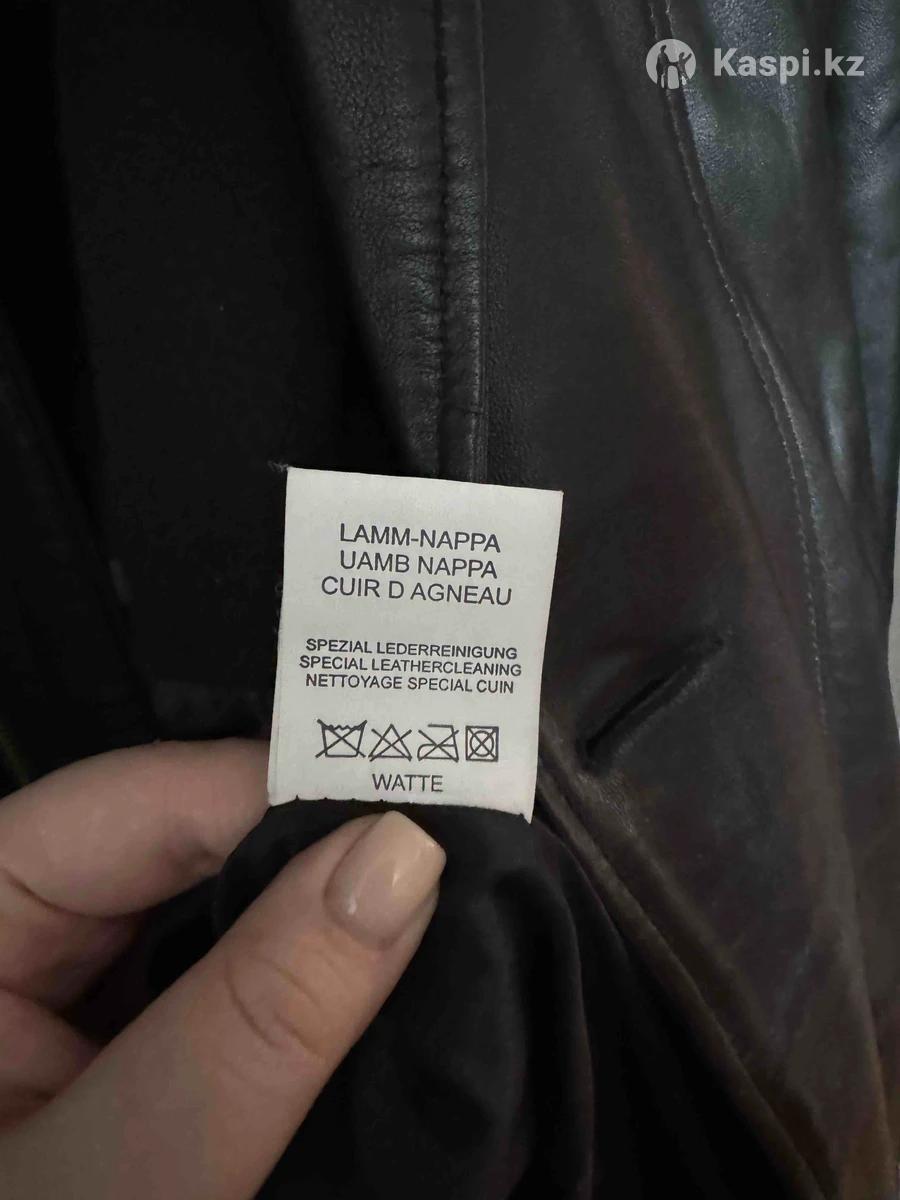 Kaspi.kz
LAMM-NAPPA
UAMB NAPPA
CUIR D AGNEAU
SPEZIAL LEDERREINIGUNG
SPECIAL LEATHERCLEANING
NETTOYAGE SPECIAL CUIN
WATTE